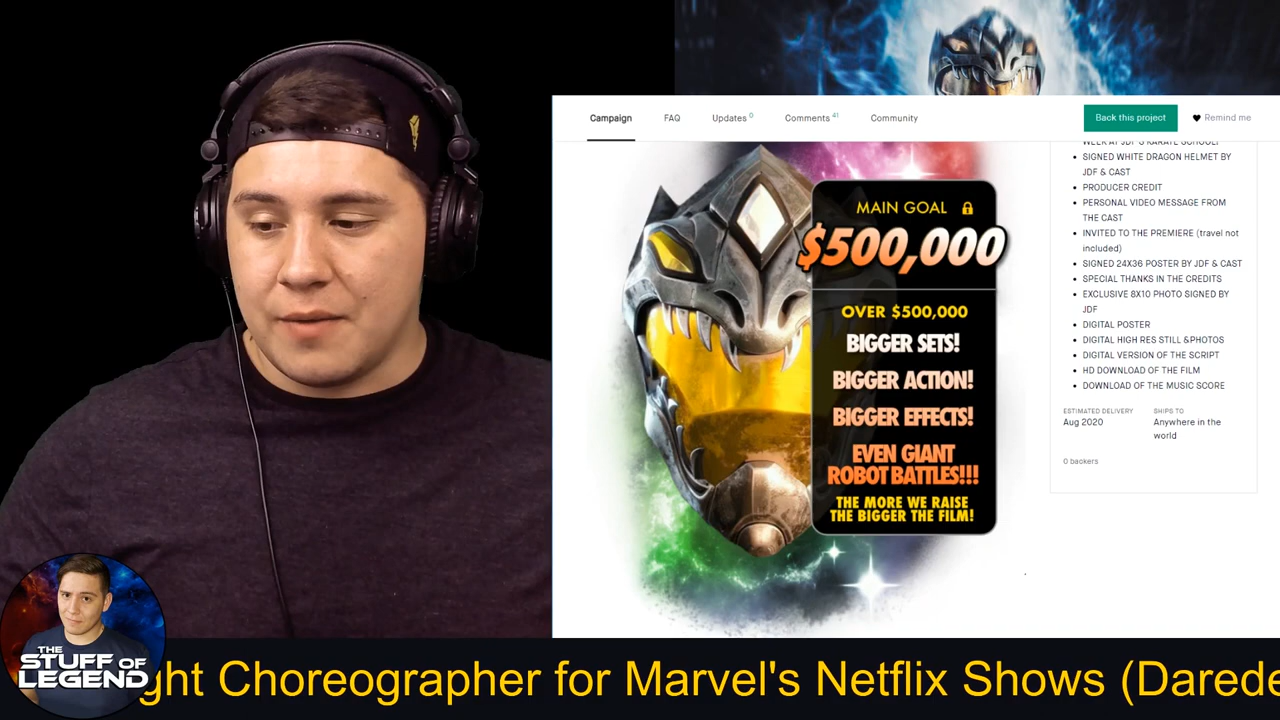 Campaign
FAQ
Updates 0
Comments 41
Community
Back this project
Remind me
WEEK AT JDF'S KARATE SCHOOL!
SIGNED WHITE DRAGON HELMET BY
JDF & CAST
PRODUCER CREDIT
PERSONAL VIDEO MESSAGE FROM
THE CAST
INVITED TO THE PREMIERE (travel not
included)
SIGNED 24X36 POSTER BY JDF & CAST
SPECIAL THANKS IN THE CREDITS
EXCLUSIVE 8X10 PHOTO SIGNED BY
JDF
DIGITAL POSTER
DIGITAL HIGH RES STILL &PHOTOS
DIGITAL VERSION OF THE SCRIPT
HD DOWNLOAD OF THE FILM
DOWNLOAD OF THE MUSIC SCORE
ESTIMATED DELIVERY
Aug 2020
SHIPS TO
Anywhere in the
world
0 backers
MAIN GOAL
$500,000
OVER $500,000
BIGGER SETS!
BIGGER ACTION!
BIGGER EFFECTS!
EVEN GIANT
ROBOT BATTLES!!!
THE MORE WE RAISE
THE BIGGER THE FILM!
THE
STUFF OF
LEGEND
ght Choreographer for Marvel's Netflix Shows (Darede